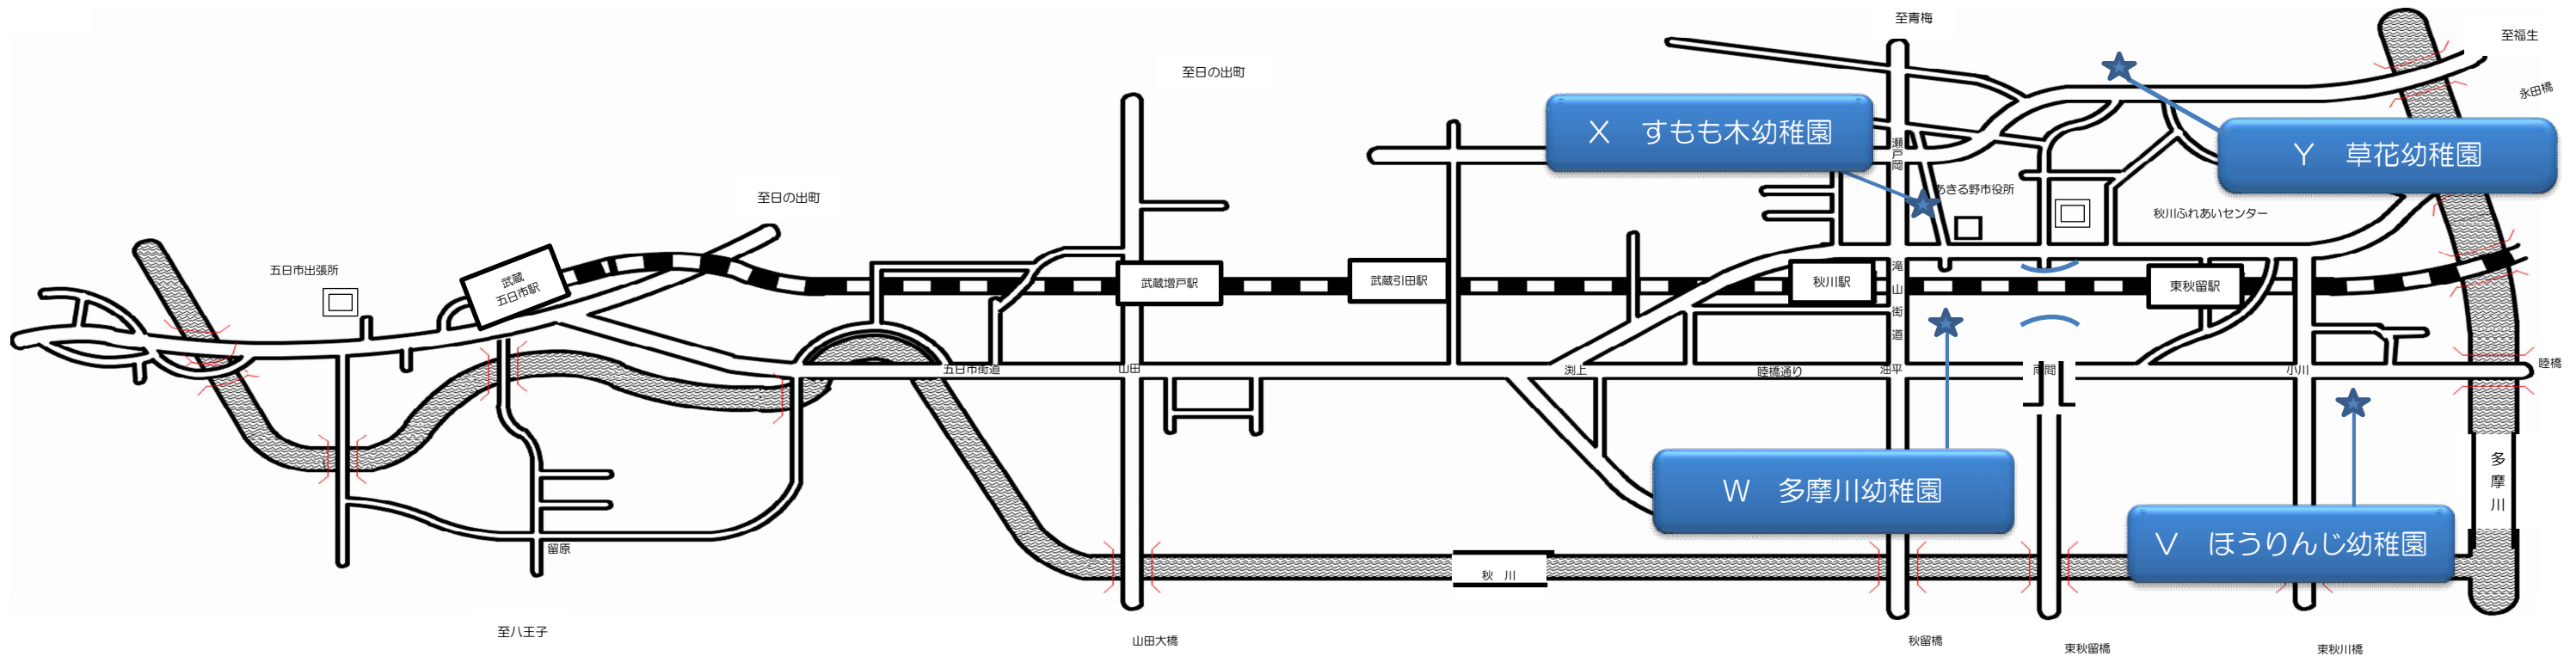 至青梅
至福生
至日の出町
永田橋
X　すもも木幼稚園
瀬戸岡
Y　草花幼稚園
至日の出町
あきる野市役所
秋川ふれあいセンター
五日市出張所
武蔵
五日市駅
武蔵増戸駅
武蔵引田駅
秋川駅
滝山街道
東秋留駅
五日市街道
山田
渕上
睦橋通り
油平
雨間
小川
睦橋
W　多摩川幼稚園
多摩川
留原
V　ほうりんじ幼稚園
秋　川
至八王子
山田大橋
秋留橋
東秋留橋
東秋川橋